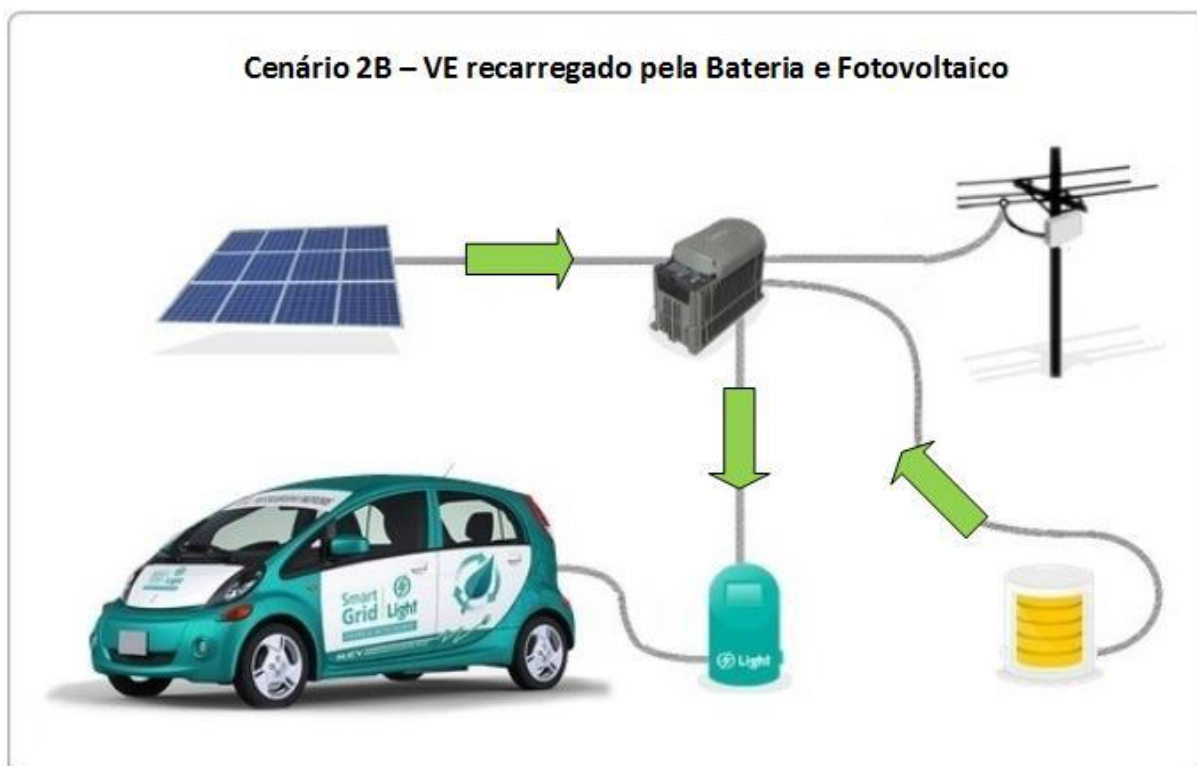 Cenário 2B – VE recarregado pela Bateria e Fotovoltaico
Smart
Grid
Light
Light